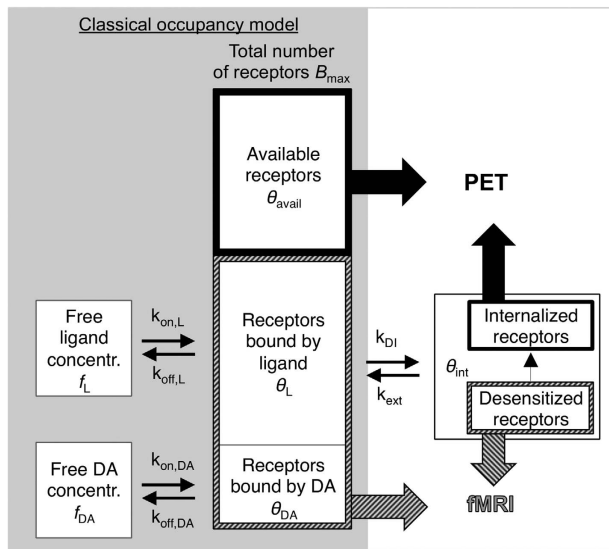 Classical occupancy model
Total number
of receptors Bmax
Available
receptors
θavail
PET
Free
ligand
concentr.
fL
kon,L
koff,L
Receptors
bound by
ligand
θL
kDI
kext
Internalized
receptors
θint
Desensitized
receptors
Free DA
concentr.
fDA
kon,DA
koff,DA
Receptors
bound by DA
θDA
fMRI